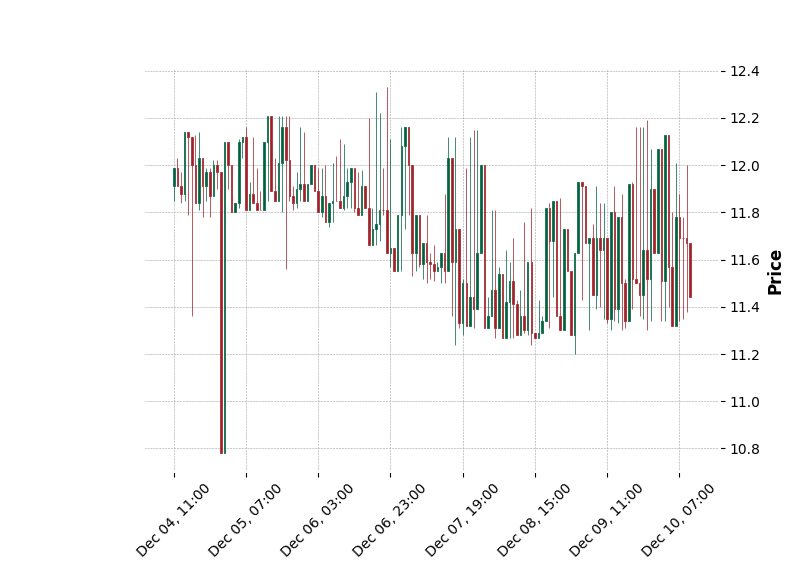 12.4
12.2
12.0
11.8
11.6
11.4
11.2
11.0
10.8
Price
Dec 04, 11:00
Dec 05, 07:00
Dec 06, 03:00
Dec 06, 23:00
Dec 07, 19:00
Dec 08, 15:00
Dec 09, 11:00
Dec 10, 07:00